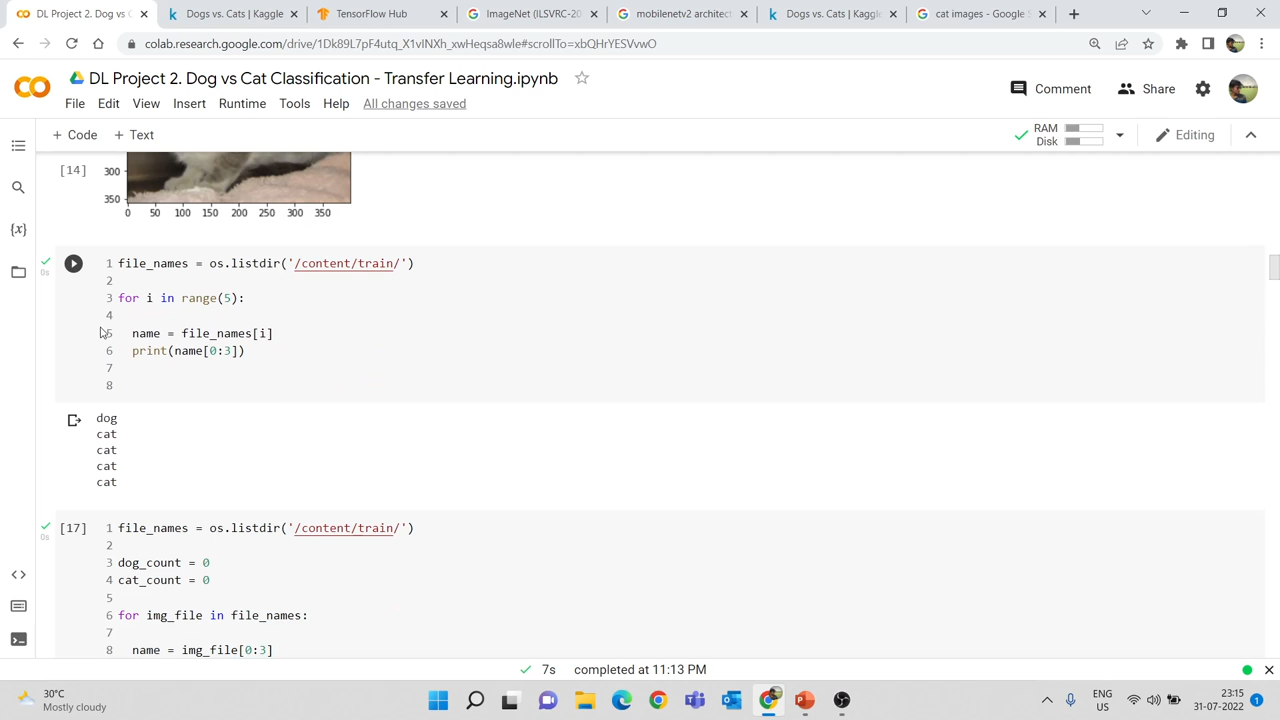 DL Project 2. Dog vs C
Dogs vs. Cats | Kaggle
TensorFlow Hub
ImageNet (ILSVRC-20
mobilenetv2 architect
Dogs vs. Cats | Kaggle
cat images - Google S
colab.research.google.com/drive/1Dk89L7pF4utq_X1vlNXh_xwHeqsa8wle#scrollTo=xbQHrYESVvwO
DL Project 2. Dog vs Cat Classification - Transfer Learning.ipynb
Comment
Share
File Edit View Insert Runtime Tools Help All changes saved
+ Code + Text
RAM
Disk
Editing
[14]
300
350
0 50 100 150 200 250 300 350
0s
1 file_names = os.listdir('/content/train/')
2
3 for i in range(5):
4
5 name = file_names[i]
6 print(name[0:3])
7
8
dog
cat
cat
cat
cat
[17]
0s
1 file_names = os.listdir('/content/train/')
2
3 dog_count = 0
4 cat_count = 0
5
6 for img_file in file_names:
7
8 name = img_file[0:3]
7s completed at 11:13 PM
30°C
Mostly cloudy
ENG
US
23:15
31-07-2022
1